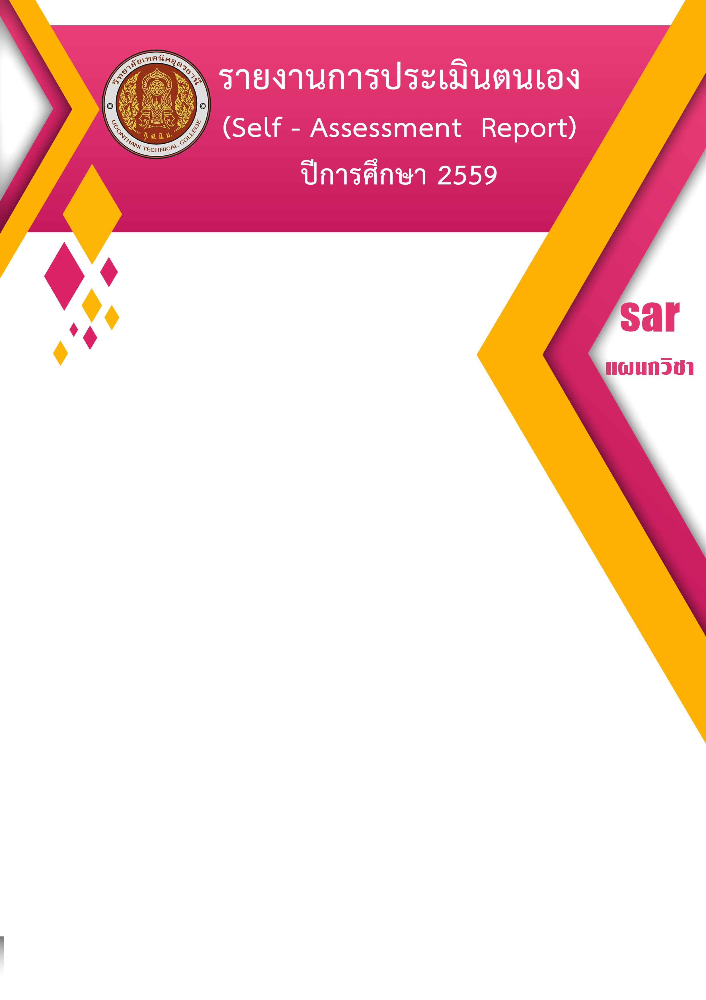 วิทยาลัยเทคนิคอุดรธานี
ก. ส. นิ. ม.
UDONTHANI TECHNICAL COLLEGE
รายงานการประเมินตนเอง
(Self - Assessment Report)
ปีการศึกษา 2559
sar
แผนกวิชา